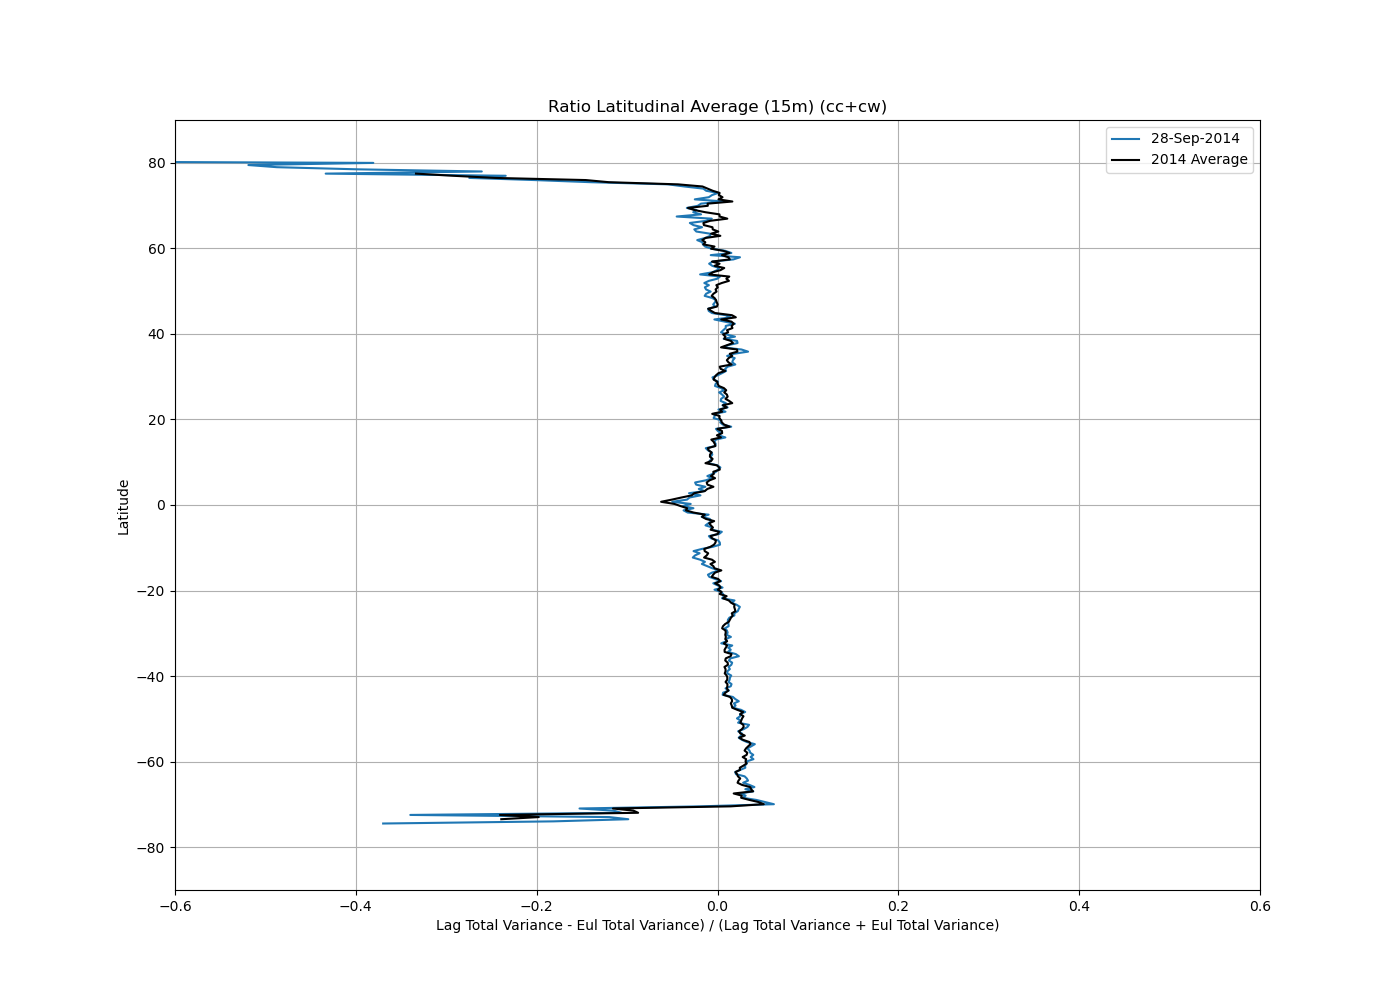 Ratio Latitudinal Average (15m) (cc+cw)
28-Sep-2014
2014 Average
80
60
40
20
0
−20
−40
−60
−80
Latitude
−0.6 −0.4 −0.2 0.0 0.2 0.4 0.6
Lag Total Variance - Eul Total Variance) / (Lag Total Variance + Eul Total Variance)